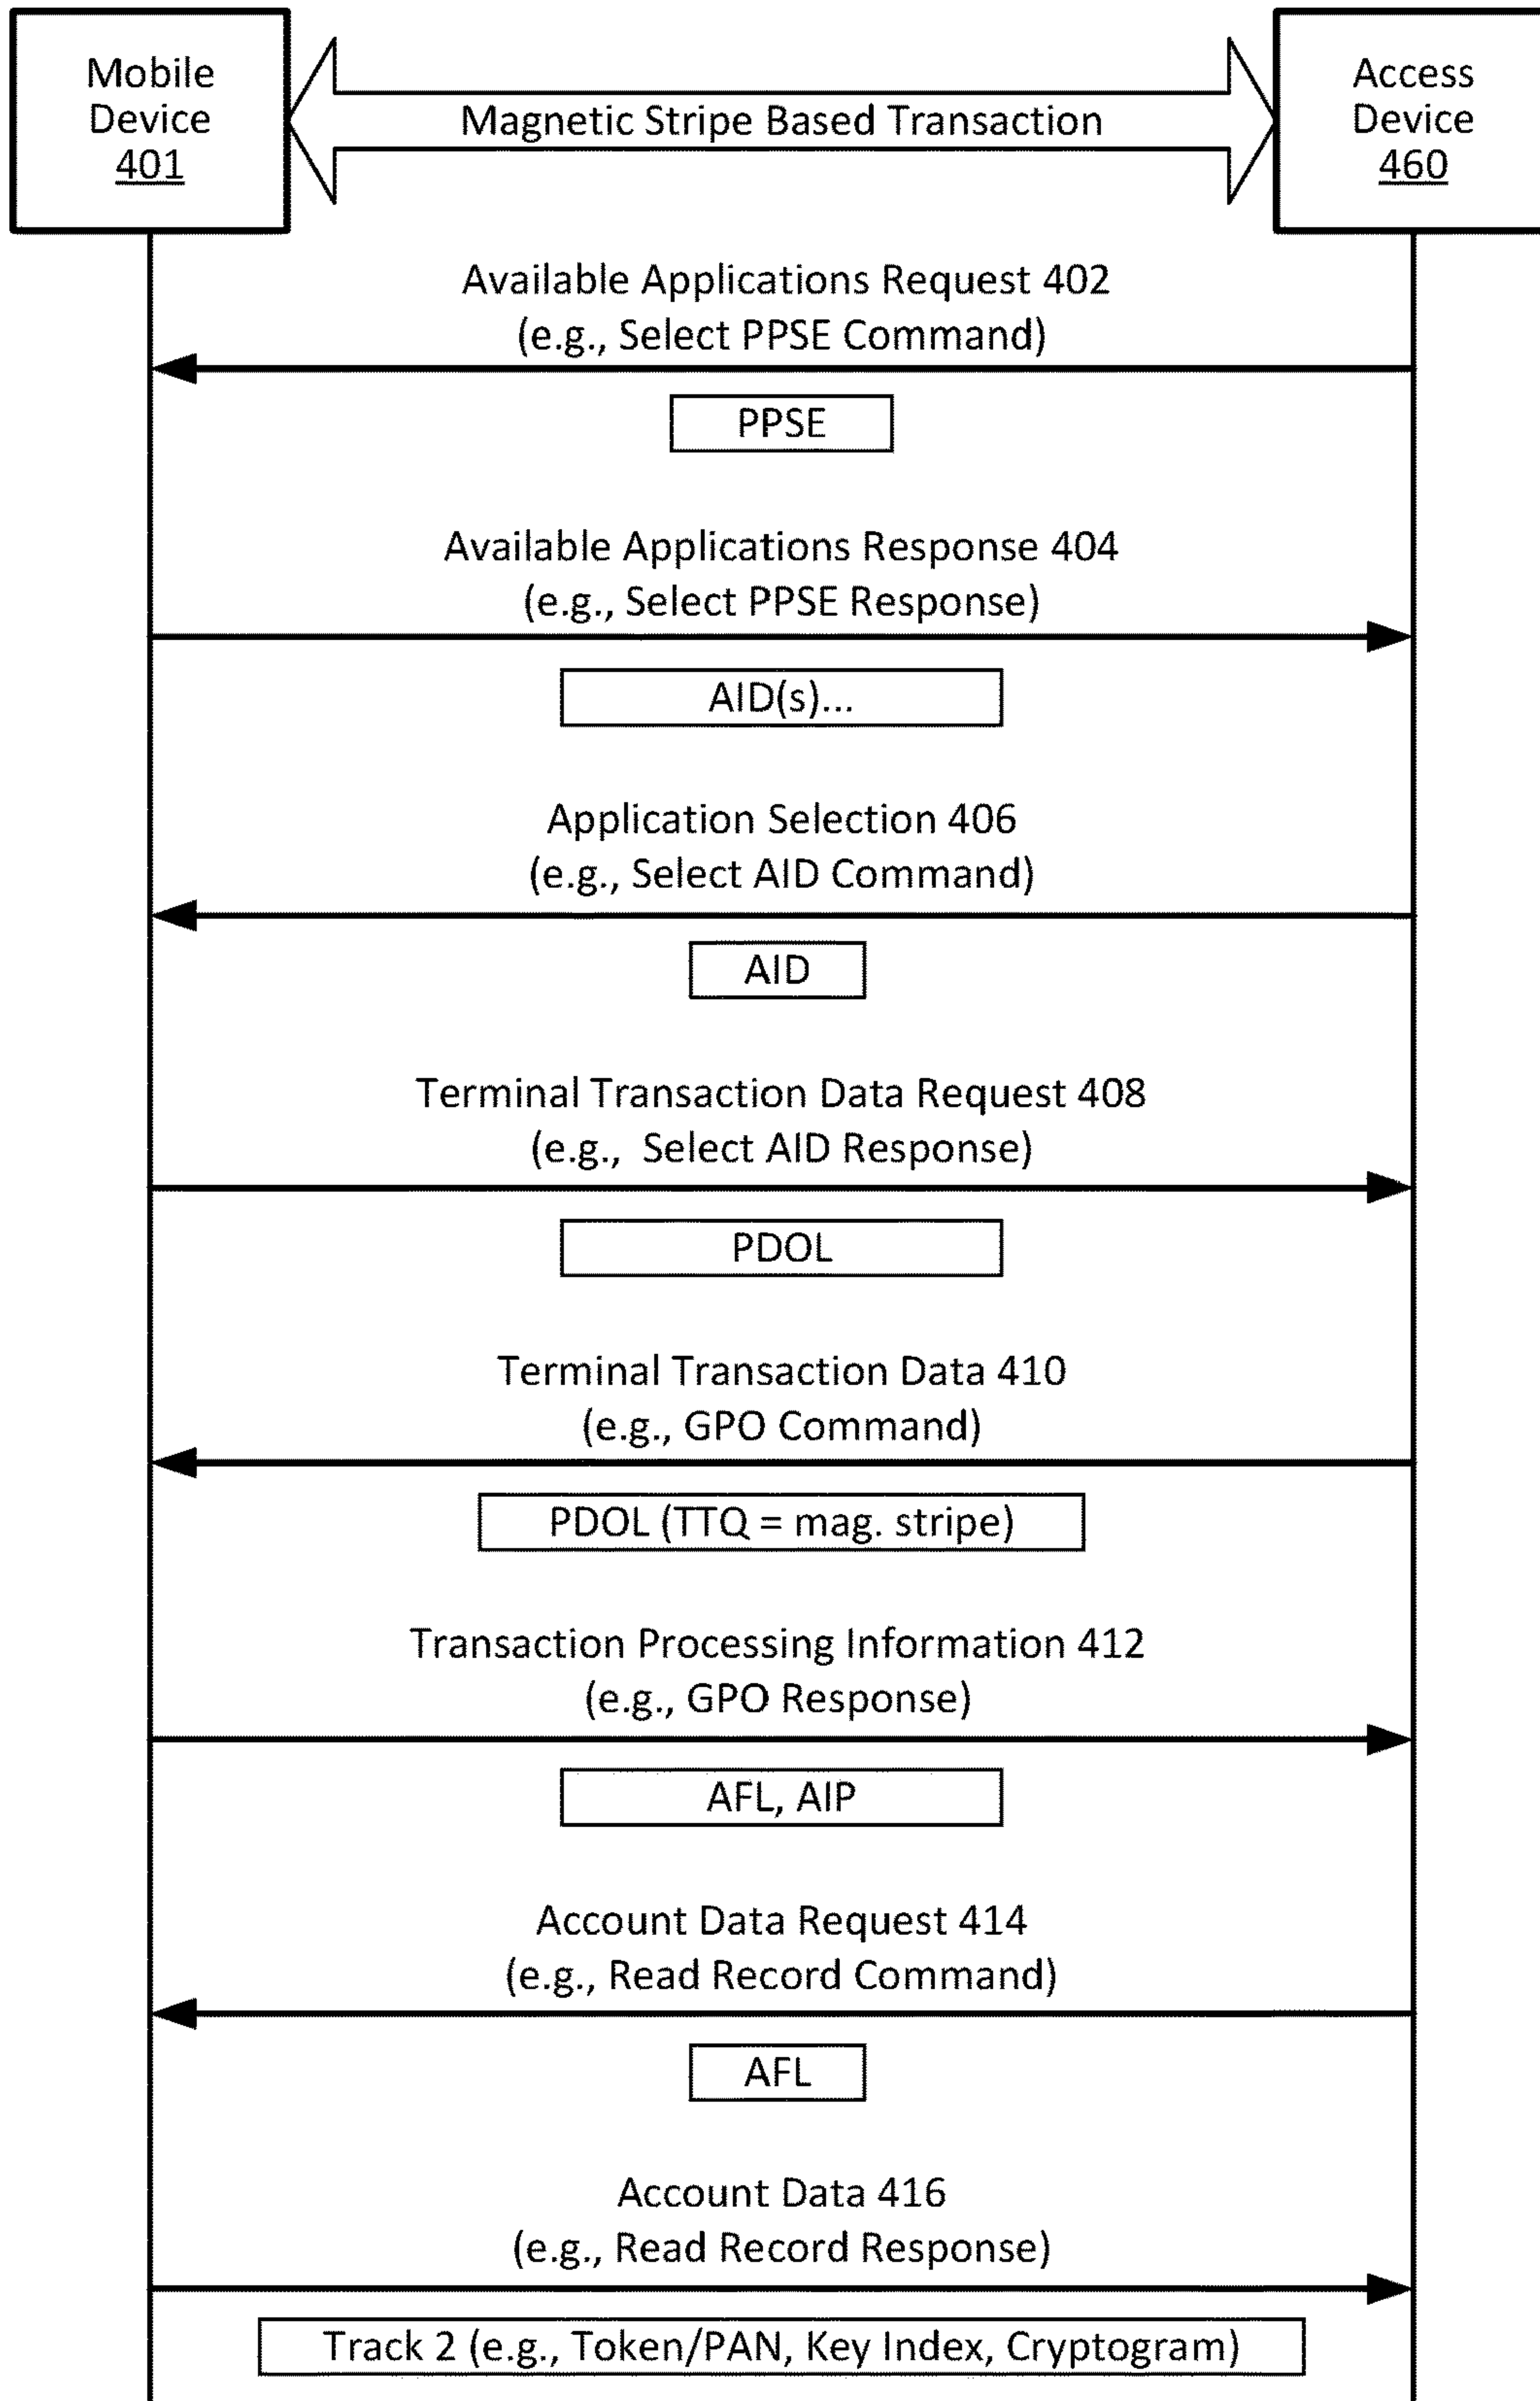 Mobile
Device
401
Magnetic Stripe Based Transaction
Access
Device
460
Available Applications Request 402
(e.g., Select PPSE Command)
PPSE
Available Applications Response 404
(e.g., Select PPSE Response)
AID(s)...
Application Selection 406
(e.g., Select AID Command)
AID
Terminal Transaction Data Request 408
(e.g., Select AID Response)
PDOL
Terminal Transaction Data 410
(e.g., GPO Command)
PDOL (TTQ = mag. stripe)
Transaction Processing Information 412
(e.g., GPO Response)
AFL, AIP
Account Data Request 414
(e.g., Read Record Command)
AFL
Account Data 416
(e.g., Read Record Response)
Track 2 (e.g., Token/PAN, Key Index, Cryptogram)